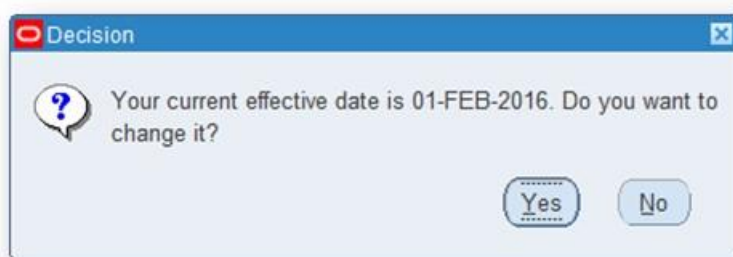 Decision
Your current effective date is 01-FEB-2016. Do you want to
change it?
Yes No